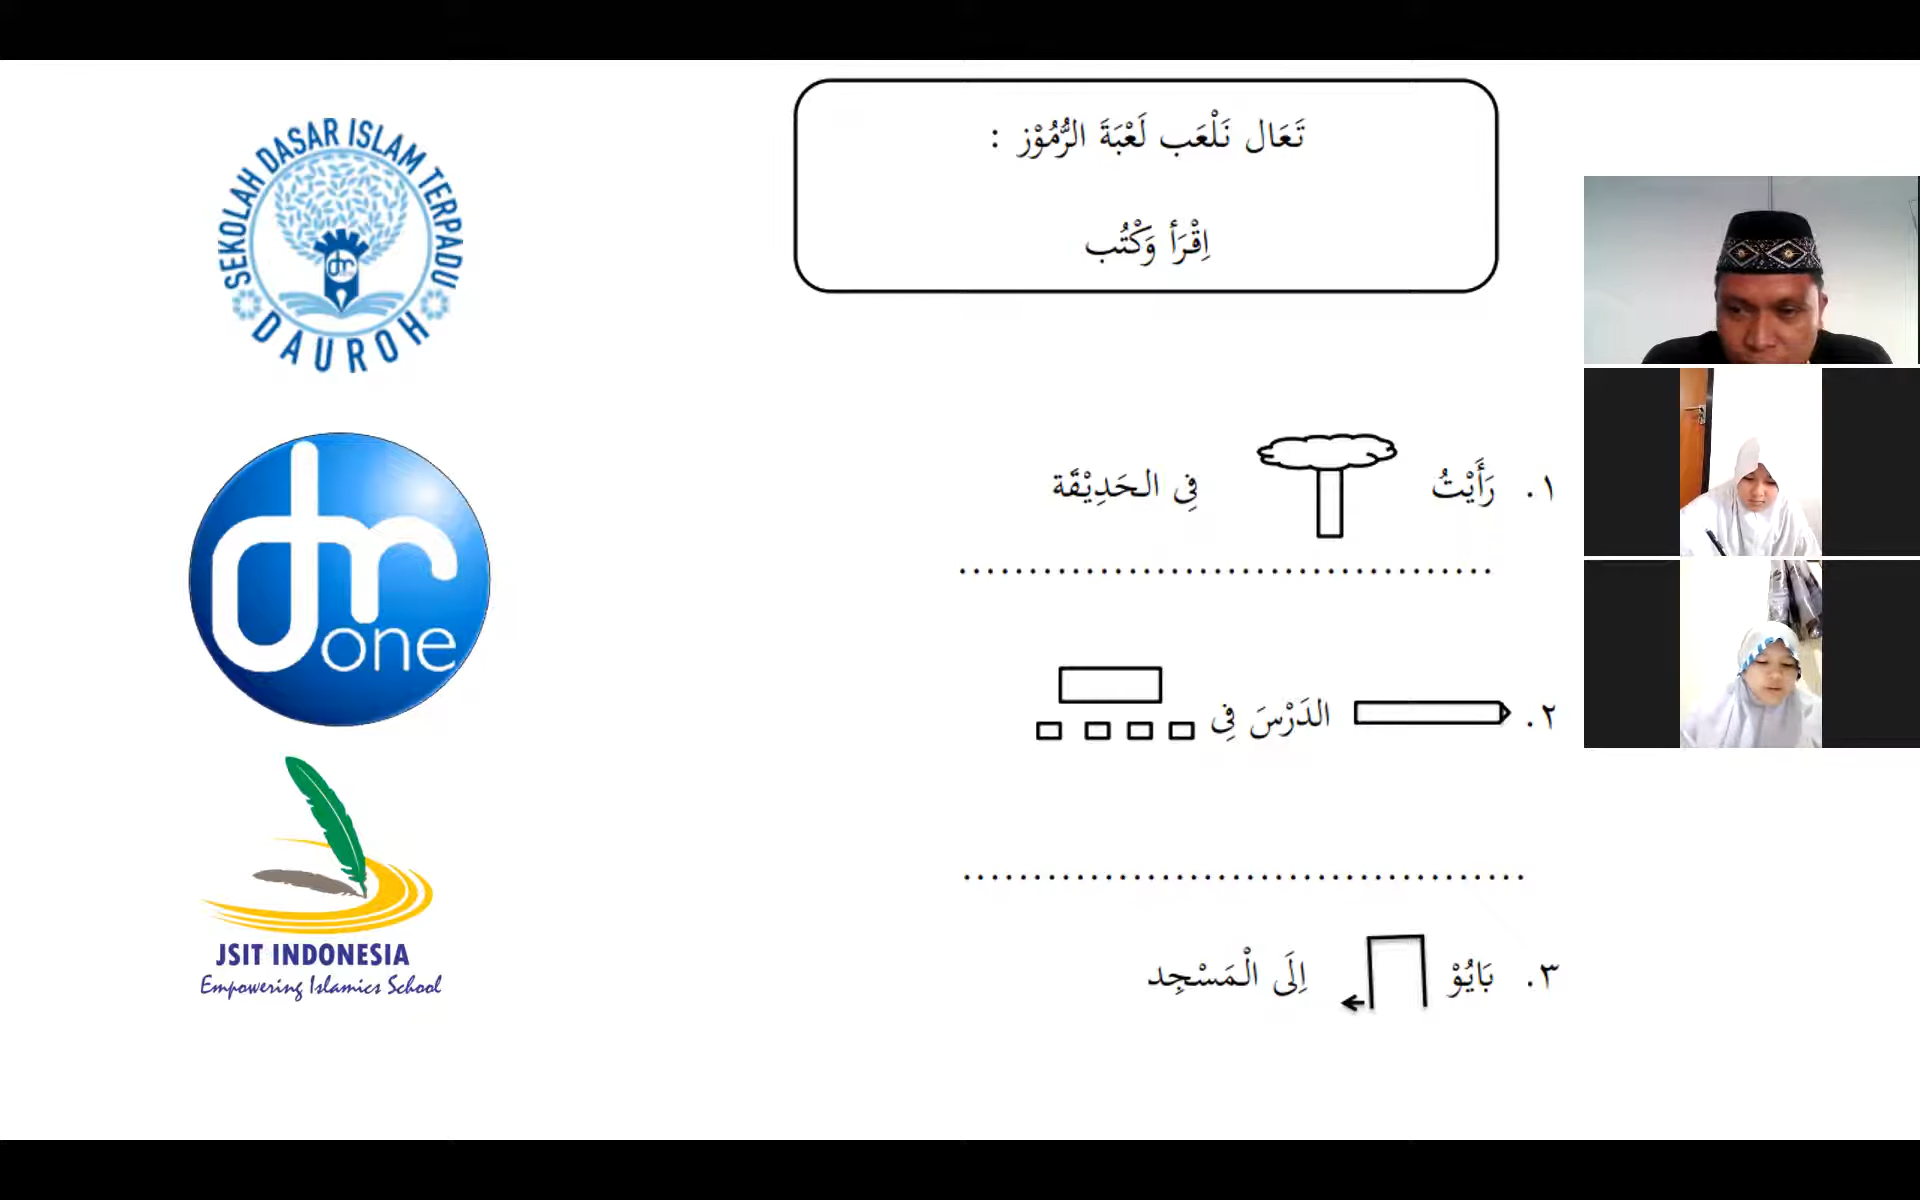 تَعَال نَلْعَب لَعْبَةَ الرُّمُوْز :
اِقْرَأ وَكْتُب
١. رَأَيْتُ فِى الحَدِيْقَة
......................................
٢. الدَرْسَ فِى
........................................
٣. بَايُوْ اِلَى الْمَسْجِد
SEKOLAH DASAR ISLAM TERPADU
DAUROH
dr
dr
one
JSIT INDONESIA
Empowering Islamics School